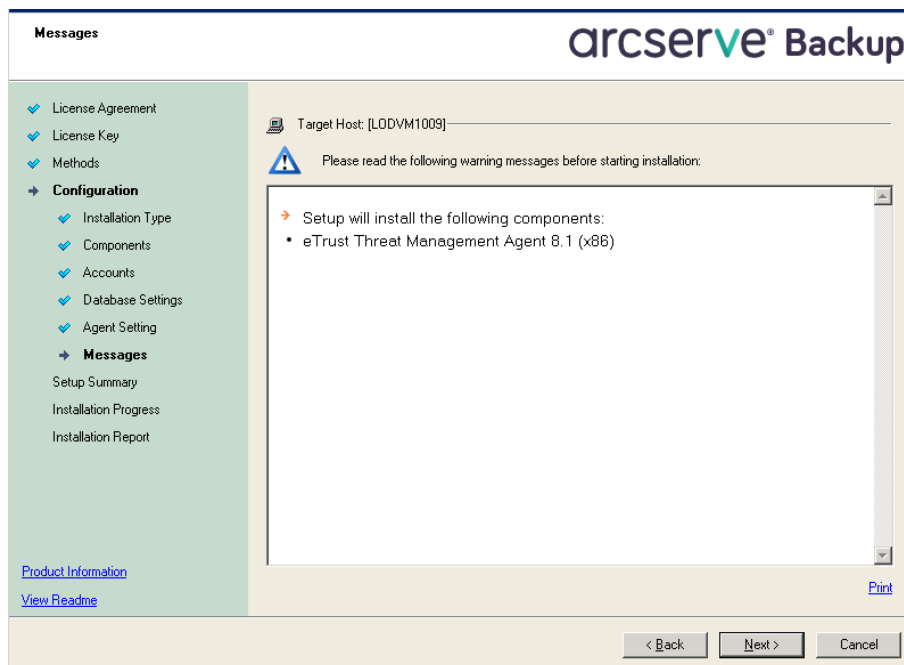 Messages
arcserve® Backup
License Agreement
License Key
Methods
Configuration
Installation Type
Components
Accounts
Database Settings
Agent Setting
Messages
Setup Summary
Installation Progress
Installation Report
Product Information
View Readme
Target Host: [LODVM1009]
Please read the following warning messages before starting installation:
Setup will install the following components:
• eTrust Threat Management Agent 8.1 (x86)
Print
< Back
Next >
Cancel